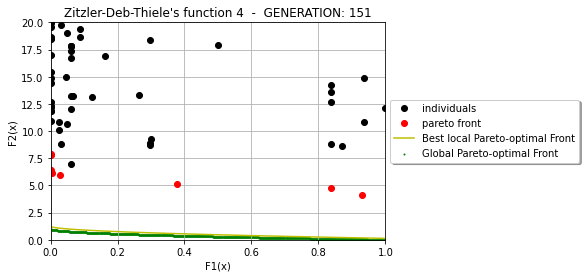 Zitzler-Deb-Thiele's function 4  -  GENERATION: 151
20.0
17.5
15.0
12.5
10.0
7.5
5.0
2.5
0.0
F2(x)
0.0 0.2 0.4 0.6 0.8 1.0
F1(x)
individuals
pareto front
Best local Pareto-optimal Front
Global Pareto-optimal Front